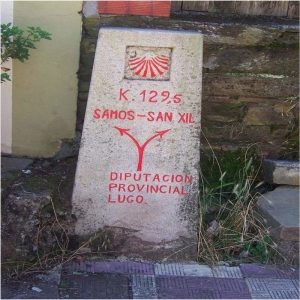 K. 129,5
SAMOS-SAN XIL
DIPUTACION
PROVINCIAL
LUGO.